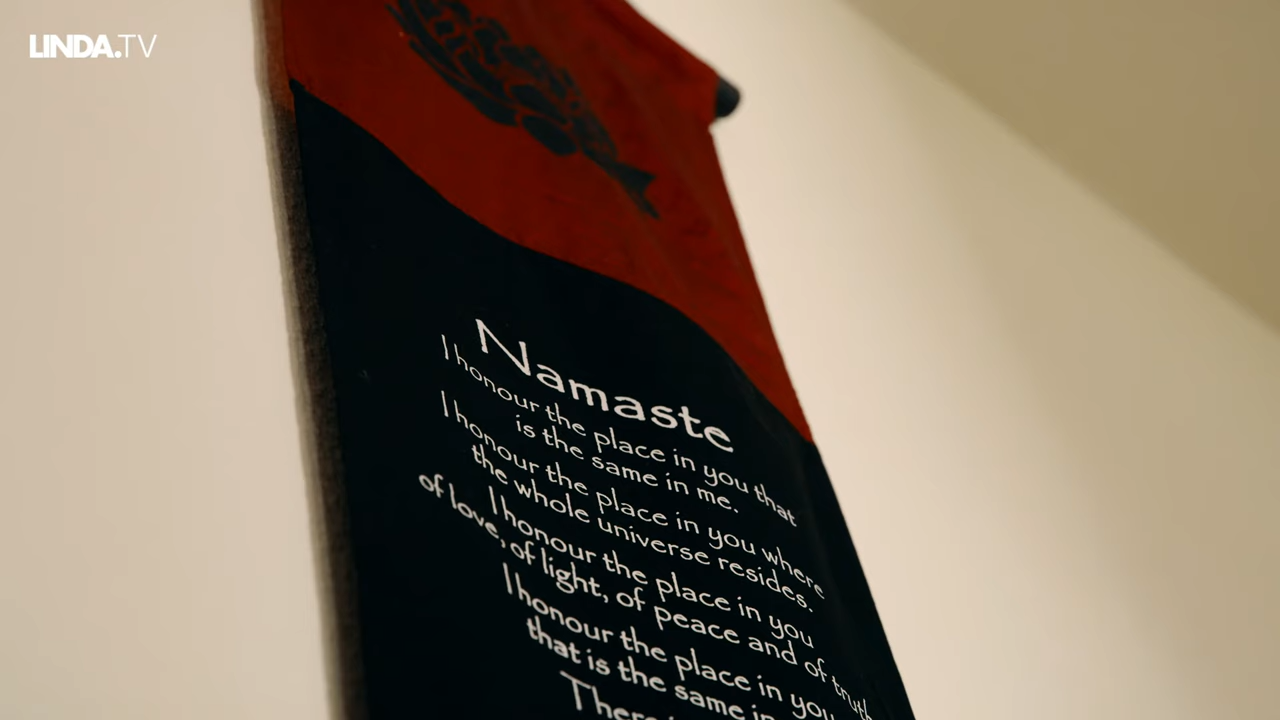 LINDA.TV
Namaste
I honour the place in you that
is the same in me.
I honour the place in you where
the whole universe resides.
I honour the place in you
of love, of light, of peace and of truth
I honour the place in you
that is the same in
There